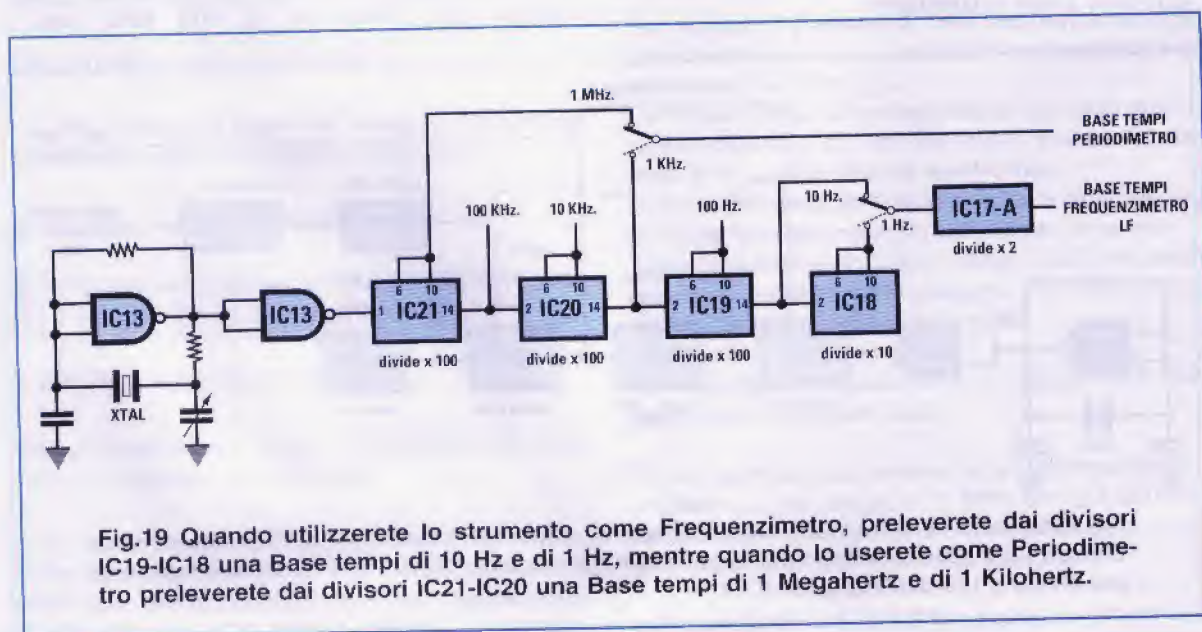 1 MHz.
BASE TEMPI
PERIODIMETRO
1 KHz.
100 KHz.
10 KHz.
100 Hz.
10 Hz.
1 Hz.
IC17-A
divide x 2
BASE TEMPI
FREQUENZIMETRO
LF
IC13
IC13
XTAL
6 10
1 IC21 14
divide x 100
6 10
2 IC20 14
divide x 100
6 10
2 IC19 14
divide x 100
6 10
2 IC18
divide x 10
Fig.19 Quando utilizzerete lo strumento come Frequenzimetro, preleverete dai divisori
IC19-IC18 una Base tempi di 10 Hz e di 1 Hz, mentre quando lo userete come Periodime-
tro preleverete dai divisori IC21-IC20 una Base tempi di 1 Megahertz e di 1 Kilohertz.